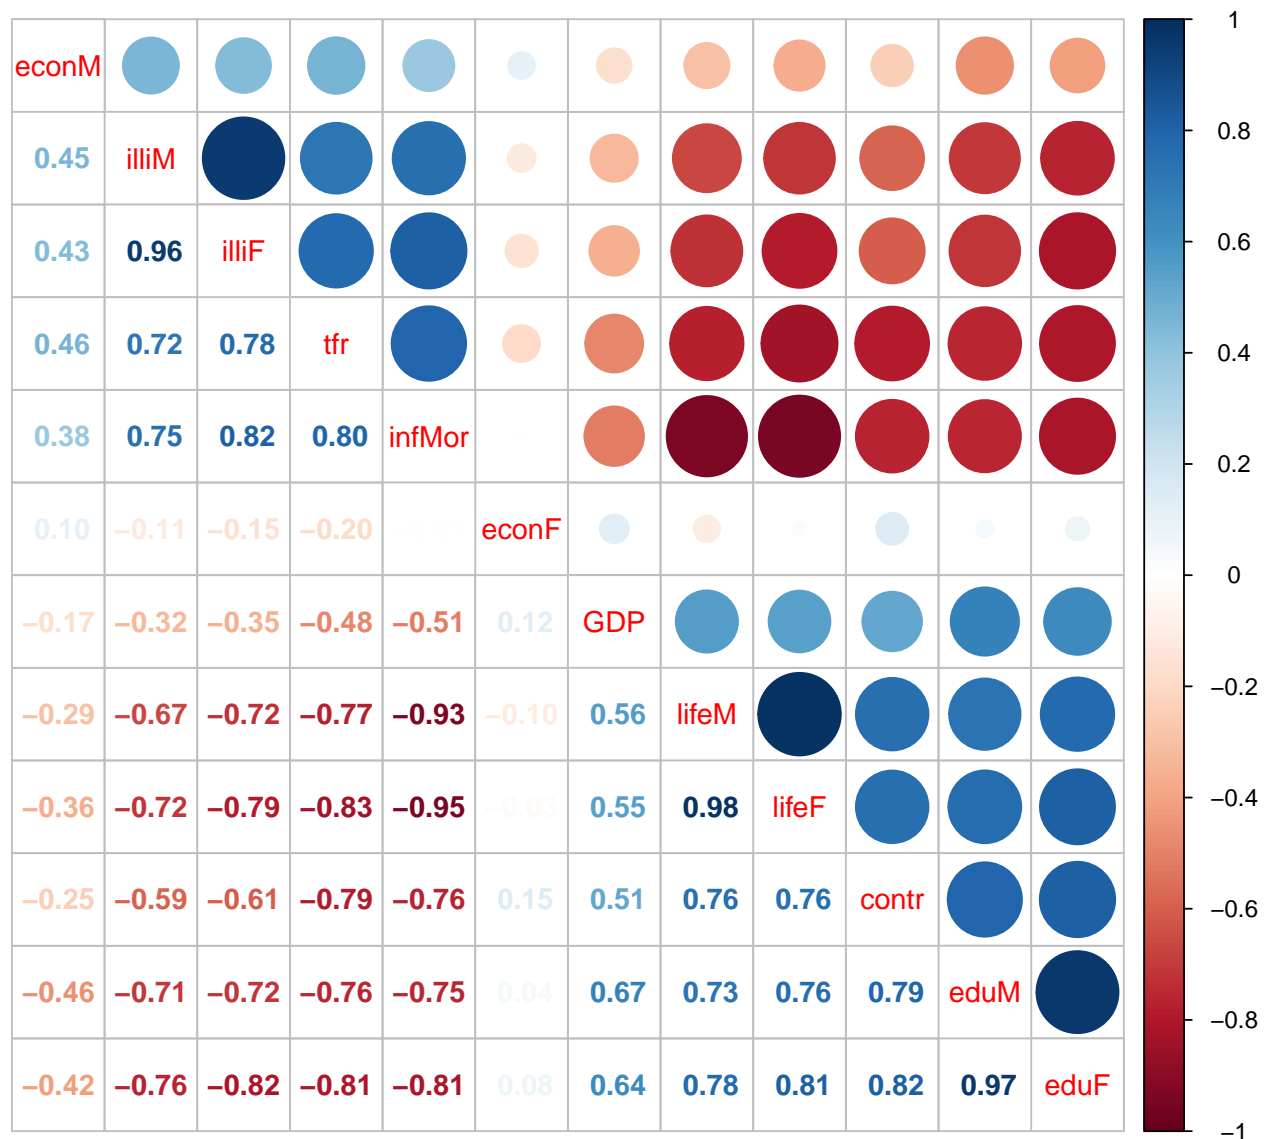 econM
0.45 illiM
0.43 0.96 illiF
0.46 0.72 0.78 tfr
0.38 0.75 0.82 0.80 infMor
0.10 −0.11 −0.15 −0.20 econF
−0.17 −0.32 −0.35 −0.48 −0.51 0.12 GDP
−0.29 −0.67 −0.72 −0.77 −0.93 −0.10 0.56 lifeM
−0.36 −0.72 −0.79 −0.83 −0.95 −0.03 0.55 0.98 lifeF
−0.25 −0.59 −0.61 −0.79 −0.76 0.15 0.51 0.76 0.76 contr
−0.46 −0.71 −0.72 −0.76 −0.75 0.04 0.67 0.73 0.76 0.79 eduM
−0.42 −0.76 −0.82 −0.81 −0.81 0.08 0.64 0.78 0.81 0.82 0.97 eduF
1
0.8
0.6
0.4
0.2
0
−0.2
−0.4
−0.6
−0.8
−1